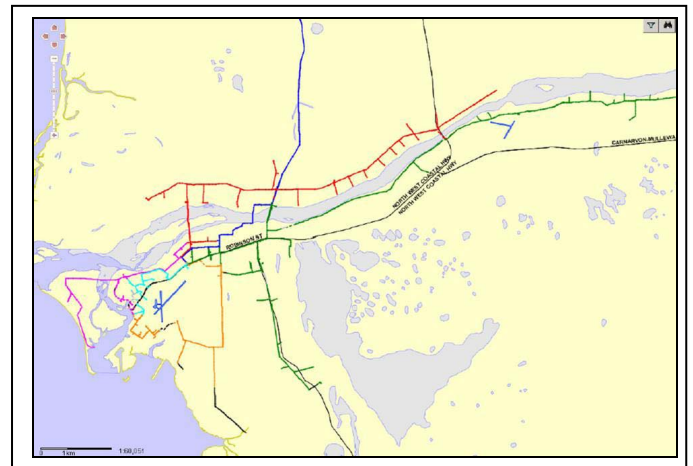 CARNARVON-MULLEWA
NORTH WEST COASTAL HWY
NORTH WEST COASTAL HWY
ROBINSON ST
0 1km 1:60,051